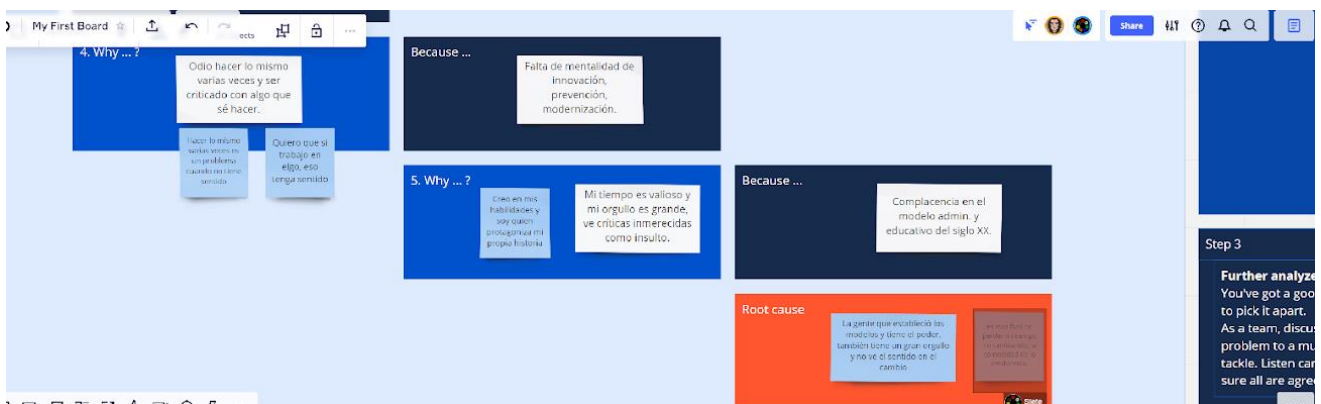 My First Board
ects
Share
4. Why ... ?
Odio hacer lo mismo
varias veces y ser
criticado con algo que
sé hacer.
Hacer lo mismo
varias veces es
un problema
cuando no tiene
sentido
Quiero que si
trabajo en
elgo, eso
tenga sentido
Because ...
Falta de mentalidad de
innovación,
prevención,
modernización.
5. Why ... ?
Creo en mis
habilidades y
soy quien
protagoniza mi
propia historia
Mi tiempo es valioso y
mi orgullo es grande,
ve críticas inmerecidas
como insulto.
Because ...
Complacencia en el
modelo admin. y
educativo del siglo XX.
Root cause
La gente que estableció los
modelos y tiene el poder,
también tiene un gran orgullo
y no ve el sentido en el
cambio
Step 3
Further analyze
You've got a goo
to pick it apart.
As a team, discu
problem to a mu
tackle. Listen car
sure all are agre